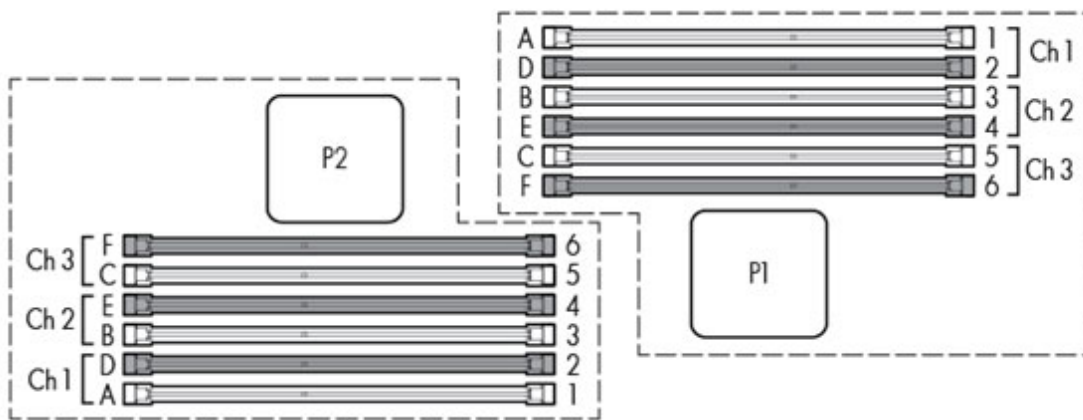 A 1 Ch 1
D 2
B 3 Ch 2
E 4
C 5 Ch 3
F 6
P2
P1
Ch 3 F 6
C 5
Ch 2 E 4
B 3
Ch 1 D 2
A 1